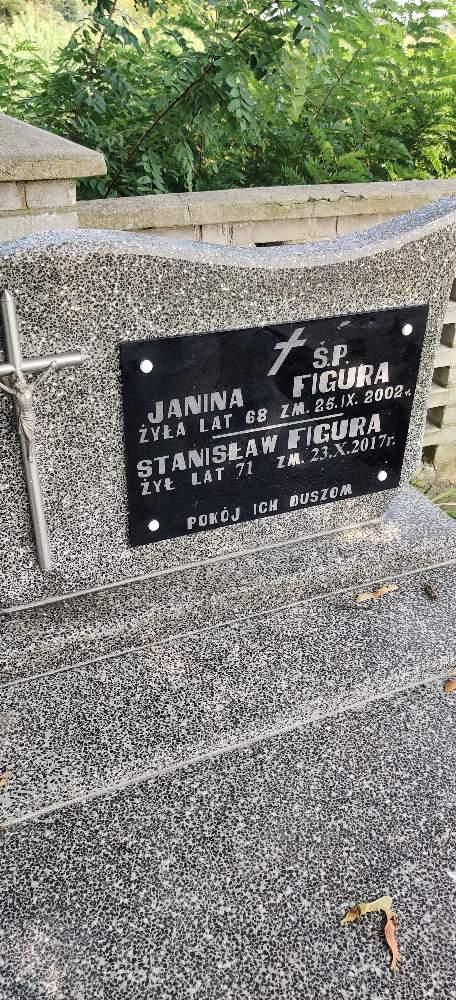 Ś.P.
JANINA FIGURA
ŻYŁA LAT 68 ZM. 25.IX.2002r.
STANISŁAW FIGURA
ŻYŁ LAT 71 ZM. 23.X.2017r.
POKÓJ ICH DUSZOM